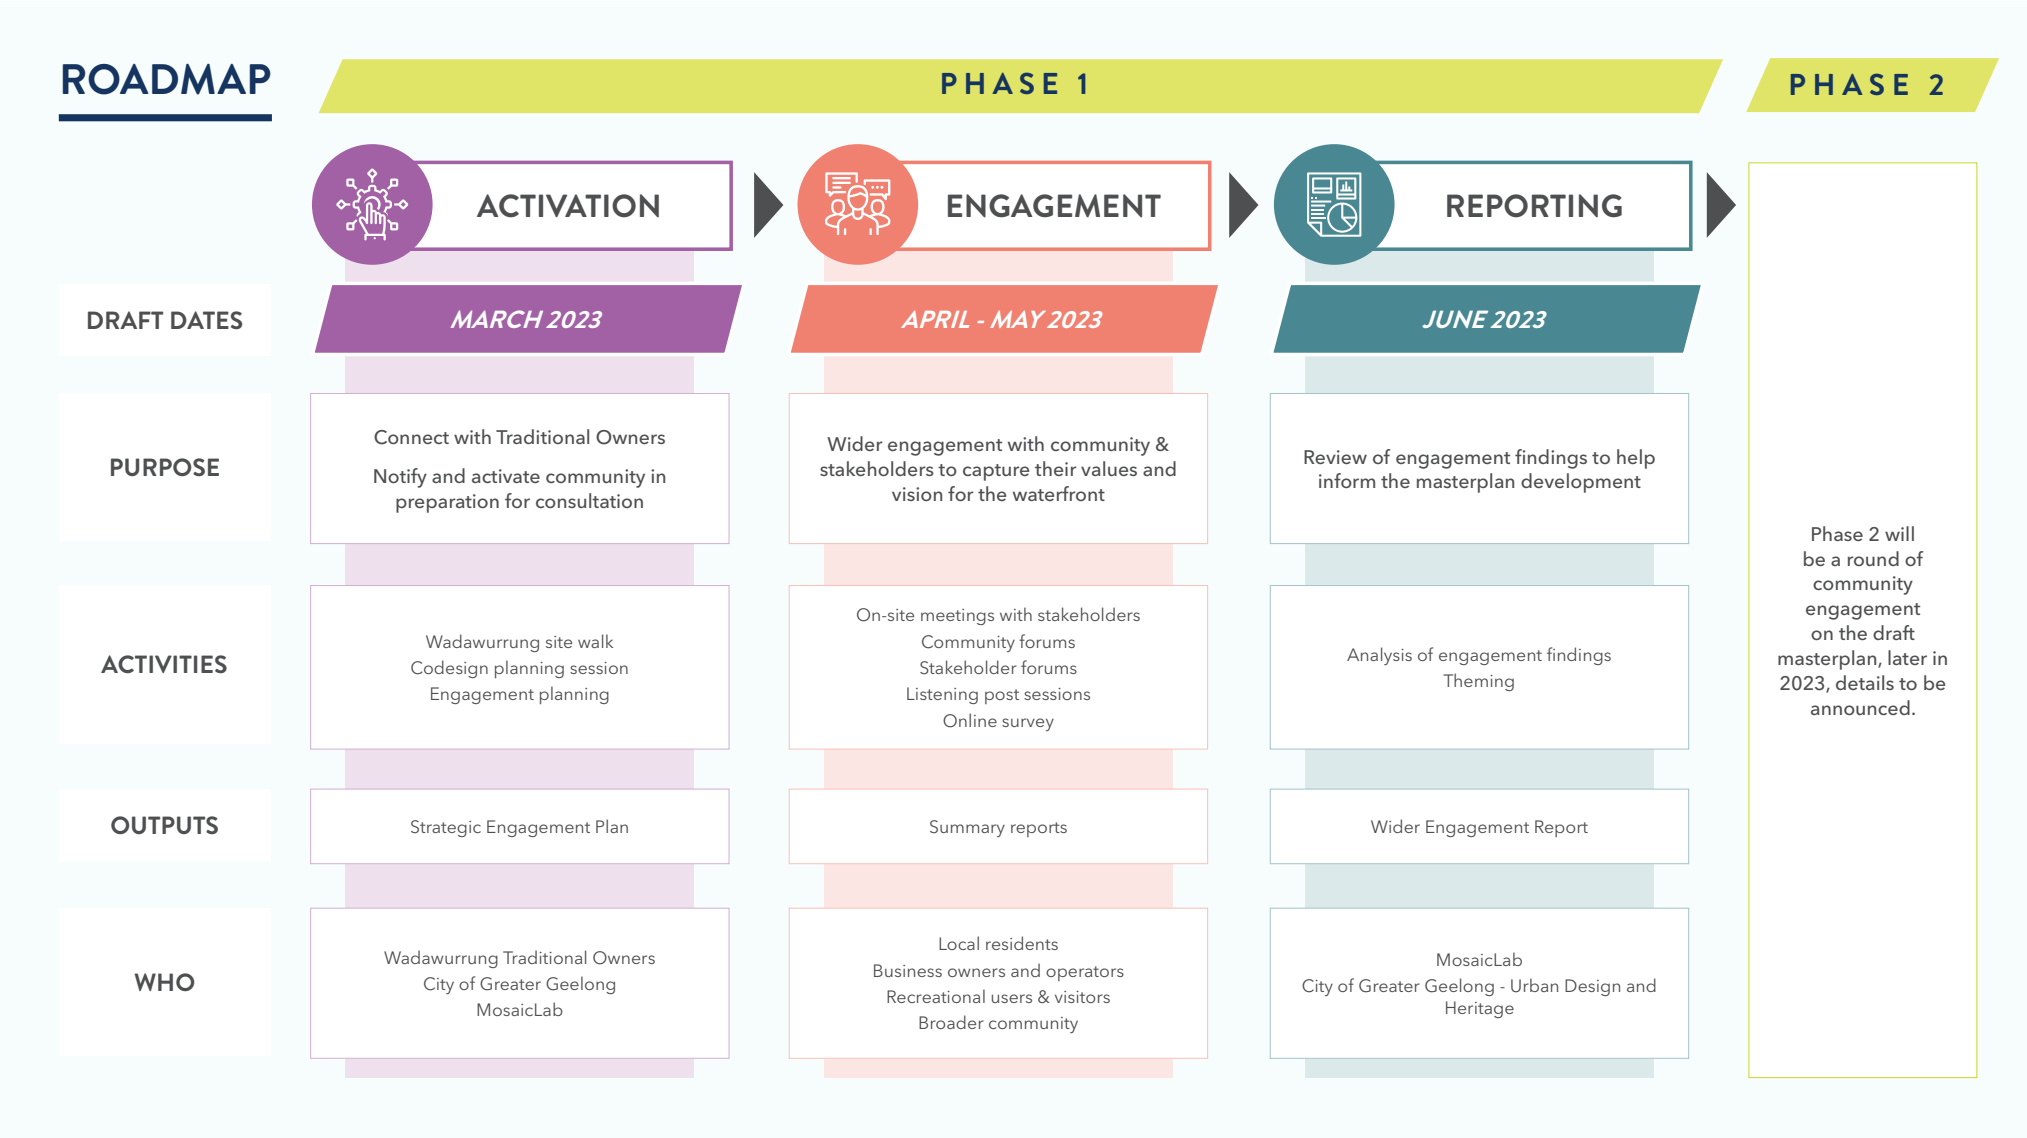 ROADMAP
PHASE 1
PHASE 2
ACTIVATION
ENGAGEMENT
REPORTING
DRAFT DATES
MARCH 2023
APRIL - MAY 2023
JUNE 2023
PURPOSE
Connect with Traditional Owners
Notify and activate community in
preparation for consultation
Wider engagement with community &
stakeholders to capture their values and
vision for the waterfront
Review of engagement findings to help
inform the masterplan development
ACTIVITIES
Wadawurrung site walk
Codesign planning session
Engagement planning
On-site meetings with stakeholders
Community forums
Stakeholder forums
Listening post sessions
Online survey
Analysis of engagement findings
Theming
OUTPUTS
Strategic Engagement Plan
Summary reports
Wider Engagement Report
WHO
Wadawurrung Traditional Owners
City of Greater Geelong
MosaicLab
Local residents
Business owners and operators
Recreational users & visitors
Broader community
MosaicLab
City of Greater Geelong - Urban Design and
Heritage
Phase 2 will
be a round of
community
engagement
on the draft
masterplan, later in
2023, details to be
announced.